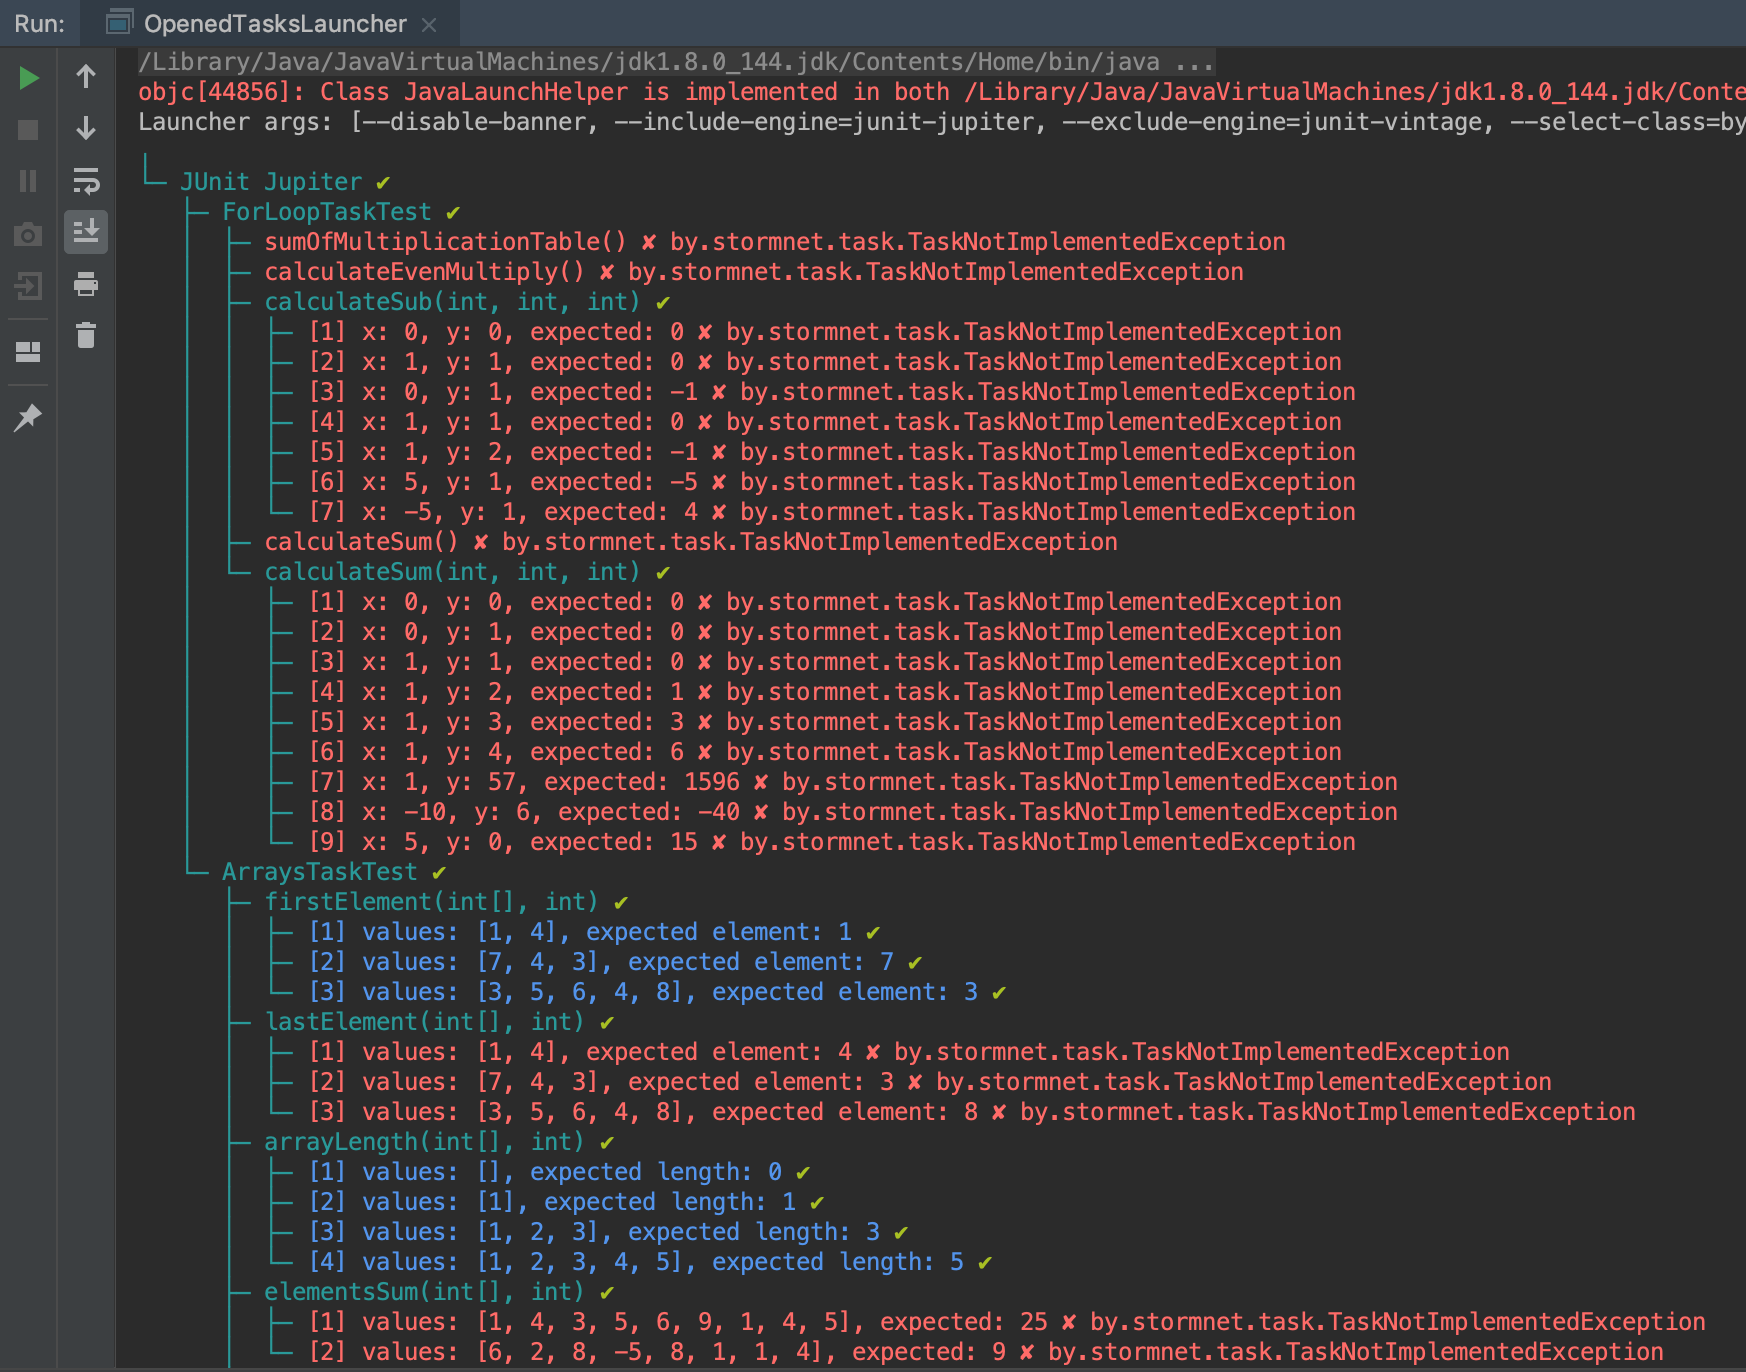 Run: OpenedTasksLauncher
/Library/Java/JavaVirtualMachines/jdk1.8.0_144.jdk/Contents/Home/bin/java ...
objc[44856]: Class JavaLaunchHelper is implemented in both /Library/Java/JavaVirtualMachines/jdk1.8.0_144.jdk/Conte
Launcher args: [--disable-banner, --include-engine=junit-jupiter, --exclude-engine=junit-vintage, --select-class=by
JUnit Jupiter ✔
ForLoopTaskTest ✔
sumOfMultiplicationTable() ✘ by.stormnet.task.TaskNotImplementedException
calculateEvenMultiply() ✘ by.stormnet.task.TaskNotImplementedException
calculateSub(int, int, int) ✔
[1] x: 0, y: 0, expected: 0 ✘ by.stormnet.task.TaskNotImplementedException
[2] x: 1, y: 1, expected: 0 ✘ by.stormnet.task.TaskNotImplementedException
[3] x: 0, y: 1, expected: -1 ✘ by.stormnet.task.TaskNotImplementedException
[4] x: 1, y: 1, expected: 0 ✘ by.stormnet.task.TaskNotImplementedException
[5] x: 1, y: 2, expected: -1 ✘ by.stormnet.task.TaskNotImplementedException
[6] x: 5, y: 1, expected: -5 ✘ by.stormnet.task.TaskNotImplementedException
[7] x: -5, y: 1, expected: 4 ✘ by.stormnet.task.TaskNotImplementedException
calculateSum() ✘ by.stormnet.task.TaskNotImplementedException
calculateSum(int, int, int) ✔
[1] x: 0, y: 0, expected: 0 ✘ by.stormnet.task.TaskNotImplementedException
[2] x: 0, y: 1, expected: 0 ✘ by.stormnet.task.TaskNotImplementedException
[3] x: 1, y: 1, expected: 0 ✘ by.stormnet.task.TaskNotImplementedException
[4] x: 1, y: 2, expected: 1 ✘ by.stormnet.task.TaskNotImplementedException
[5] x: 1, y: 3, expected: 3 ✘ by.stormnet.task.TaskNotImplementedException
[6] x: 1, y: 4, expected: 6 ✘ by.stormnet.task.TaskNotImplementedException
[7] x: 1, y: 57, expected: 1596 ✘ by.stormnet.task.TaskNotImplementedException
[8] x: -10, y: 6, expected: -40 ✘ by.stormnet.task.TaskNotImplementedException
[9] x: 5, y: 0, expected: 15 ✘ by.stormnet.task.TaskNotImplementedException
ArraysTaskTest ✔
firstElement(int[], int) ✔
[1] values: [1, 4], expected element: 1 ✔
[2] values: [7, 4, 3], expected element: 7 ✔
[3] values: [3, 5, 6, 4, 8], expected element: 3 ✔
lastElement(int[], int) ✔
[1] values: [1, 4], expected element: 4 ✘ by.stormnet.task.TaskNotImplementedException
[2] values: [7, 4, 3], expected element: 3 ✘ by.stormnet.task.TaskNotImplementedException
[3] values: [3, 5, 6, 4, 8], expected element: 8 ✘ by.stormnet.task.TaskNotImplementedException
arrayLength(int[], int) ✔
[1] values: [], expected length: 0 ✔
[2] values: [1], expected length: 1 ✔
[3] values: [1, 2, 3], expected length: 3 ✔
[4] values: [1, 2, 3, 4, 5], expected length: 5 ✔
elementsSum(int[], int) ✔
[1] values: [1, 4, 3, 5, 6, 9, 1, 4, 5], expected: 25 ✘ by.stormnet.task.TaskNotImplementedException
[2] values: [6, 2, 8, -5, 8, 1, 1, 4], expected: 9 ✘ by.stormnet.task.TaskNotImplementedException